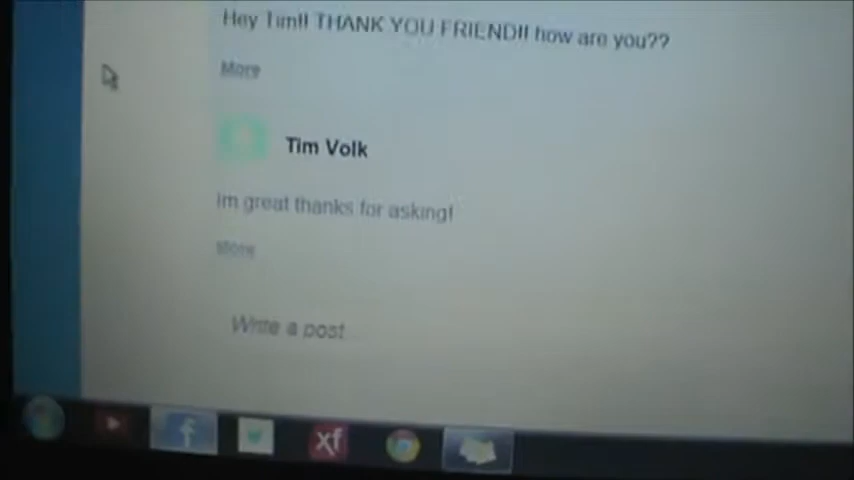 Hey Tim!! THANK YOU FRIEND!! how are you??
More
Tim Volk
Im great thanks for asking!
More
Write a post...
f
xf